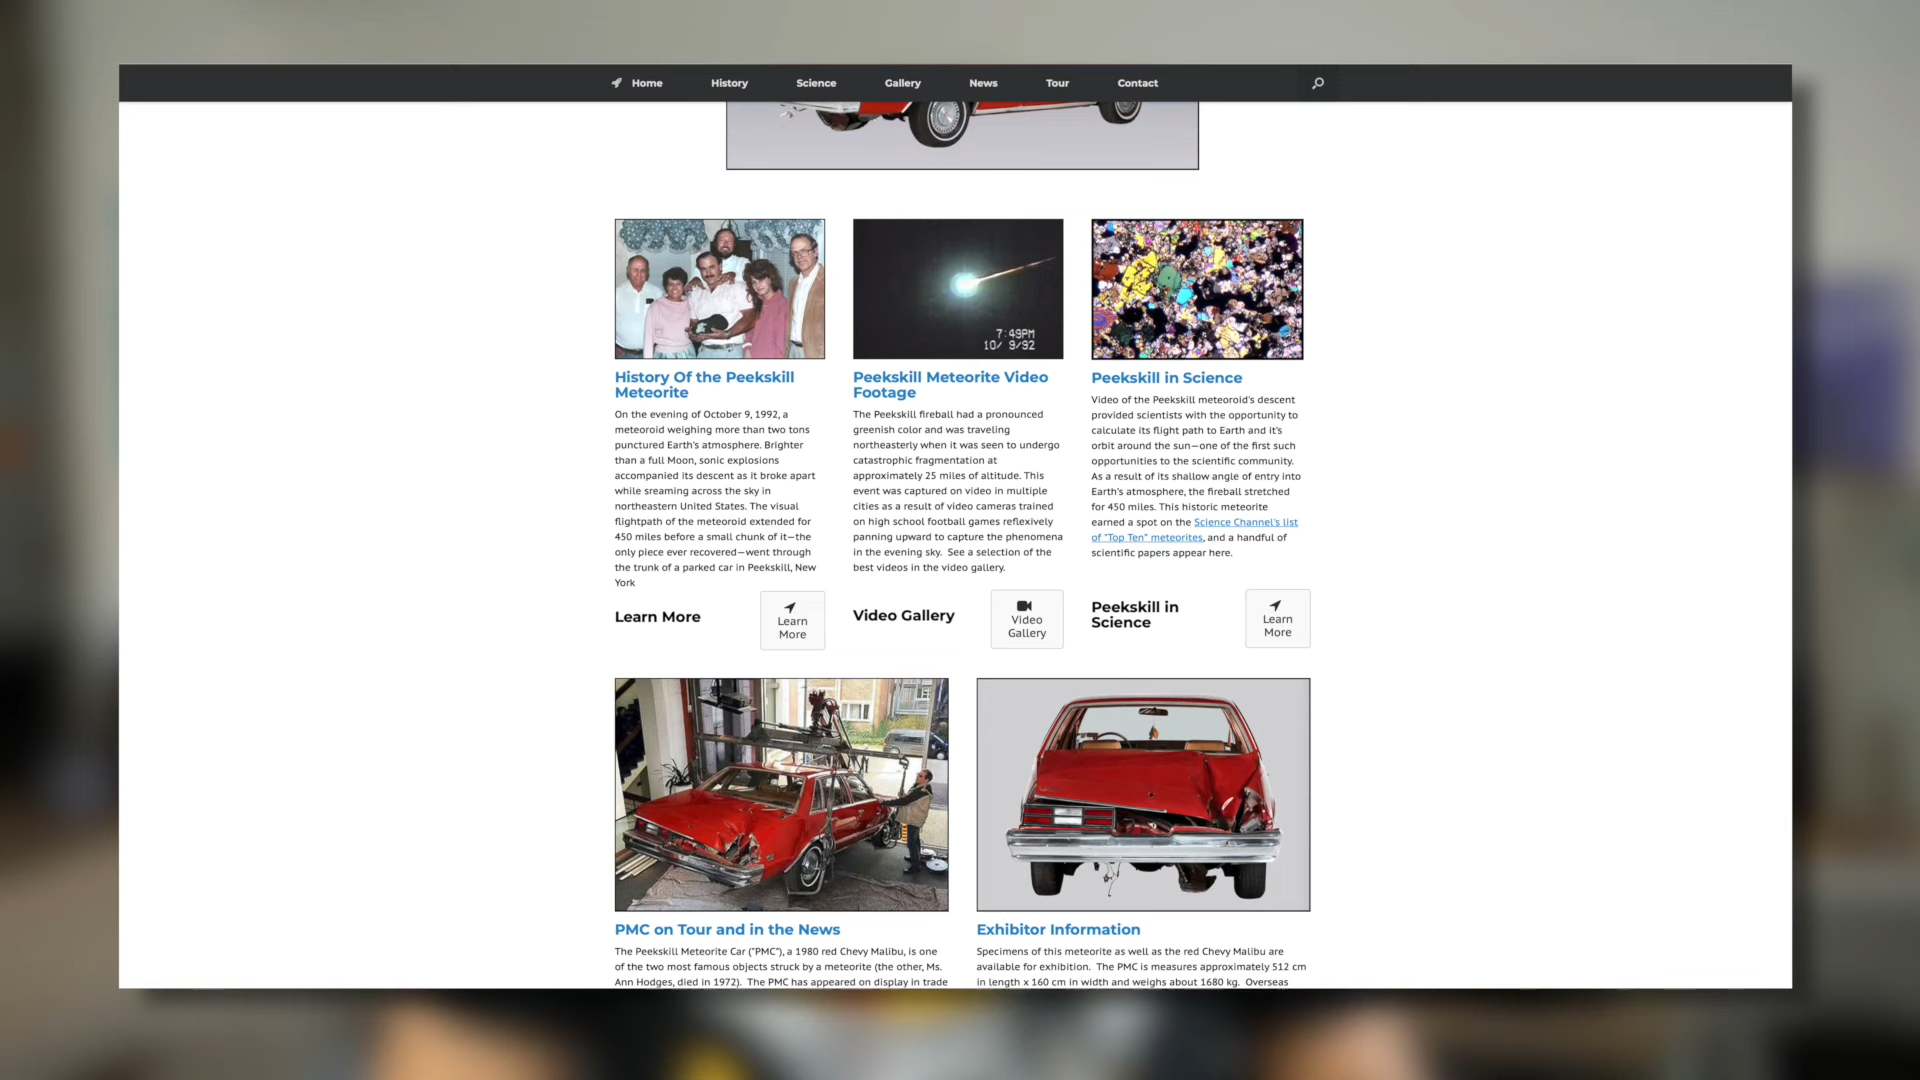 Home History Science Gallery News Tour Contact
7:49PM
10/ 9/92
History Of the Peekskill
Meteorite
On the evening of October 9, 1992, a
meteoroid weighing more than two tons
punctured Earth's atmosphere. Brighter
than a full Moon, sonic explosions
accompanied its descent as it broke apart
while sreaming across the sky in
northeastern United States. The visual
flightpath of the meteoroid extended for
450 miles before a small chunk of it—the
only piece ever recovered—went through
the trunk of a parked car in Peekskill, New
York
Learn More
Learn
More
Peekskill Meteorite Video
Footage
The Peekskill fireball had a pronounced
greenish color and was traveling
northeasterly when it was seen to undergo
catastrophic fragmentation at
approximately 25 miles of altitude. This
event was captured on video in multiple
cities as a result of video cameras trained
on high school football games reflexively
panning upward to capture the phenomena
in the evening sky. See a selection of the
best videos in the video gallery.
Video Gallery
Video
Gallery
Peekskill in Science
Video of the Peekskill meteoroid's descent
provided scientists with the opportunity to
calculate its flight path to Earth and it's
orbit around the sun—one of the first such
opportunities to the scientific community.
As a result of its shallow angle of entry into
Earth's atmosphere, the fireball stretched
for 450 miles. This historic meteorite
earned a spot on the Science Channel's list
of "Top Ten" meteorites, and a handful of
scientific papers appear here.
Peekskill in
Science
Learn
More
PMC on Tour and in the News
The Peekskill Meteorite Car ("PMC"), a 1980 red Chevy Malibu, is one
of the two most famous objects struck by a meteorite (the other, Ms.
Ann Hodges, died in 1972). The PMC has appeared on display in trade
Exhibitor Information
Specimens of this meteorite as well as the red Chevy Malibu are
available for exhibition. The PMC is measures approximately 512 cm
in length x 160 cm in width and weighs about 1680 kg. Overseas